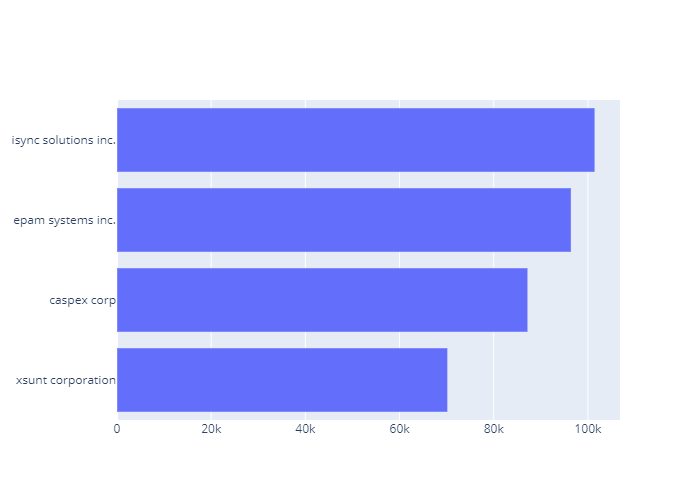 isync solutions inc.
epam systems inc.
caspex corp
xsunt corporation
0 20k 40k 60k 80k 100k